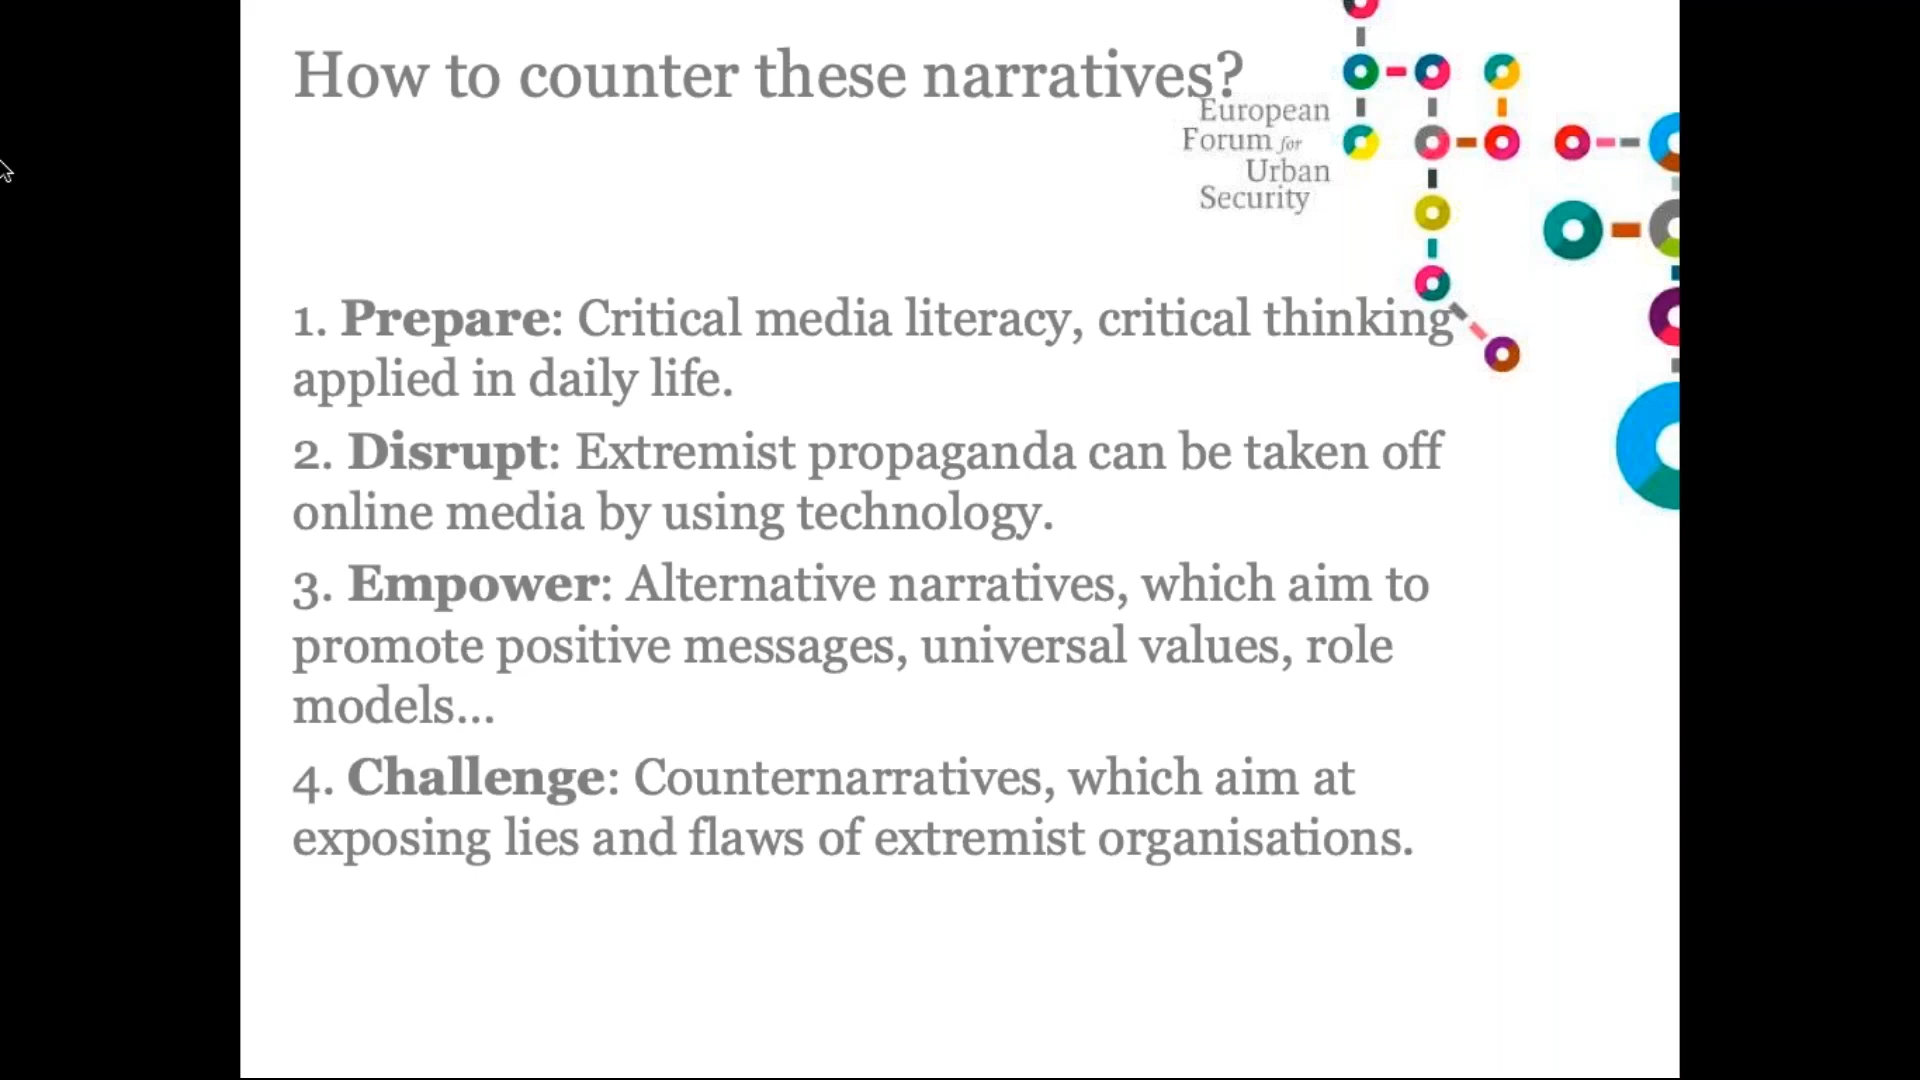 How to counter these narratives?
European
Forum for
Urban
Security
1. Prepare: Critical media literacy, critical thinking
applied in daily life.
2. Disrupt: Extremist propaganda can be taken off
online media by using technology.
3. Empower: Alternative narratives, which aim to
promote positive messages, universal values, role
models...
4. Challenge: Counternarratives, which aim at
exposing lies and flaws of extremist organisations.